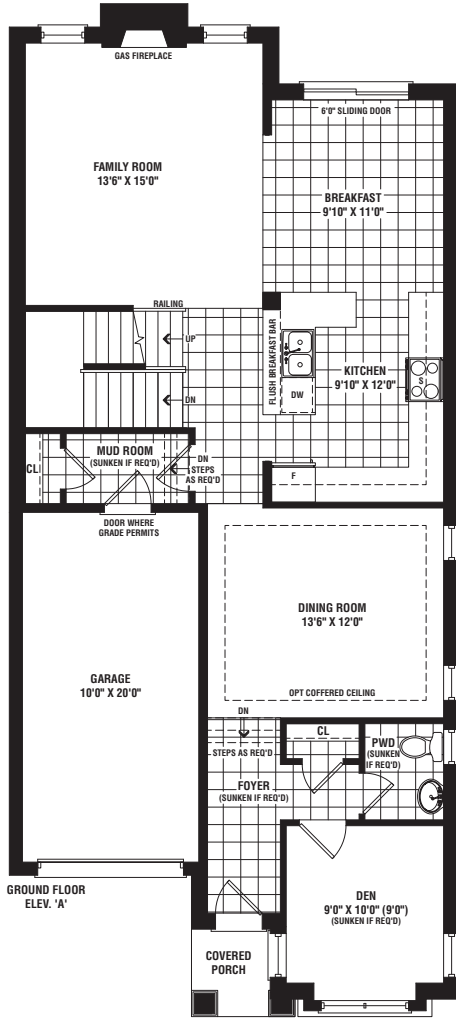 GAS FIREPLACE
6'0" SLIDING DOOR
FAMILY ROOM
13'6" X 15'0"
BREAKFAST
9'10" X 11'0"
RAILING
UP
FLUSH BREAKFAST BAR
KITCHEN
9'10" X 12'0"
S
DN
DW
CL
MUD ROOM
(SUNKEN IF REQ'D)
DN
STEPS
AS REQ'D
F
DOOR WHERE
GRADE PERMITS
DINING ROOM
13'6" X 12'0"
GARAGE
10'0" X 20'0"
OPT COFFERED CEILING
DN
STEPS AS REQ'D
CL
PWD
(SUNKEN
IF REQ'D)
FOYER
(SUNKEN IF REQ'D)
GROUND FLOOR
ELEV. 'A'
DEN
9'0" X 10'0" (9'0")
(SUNKEN IF REQ'D)
COVERED
PORCH